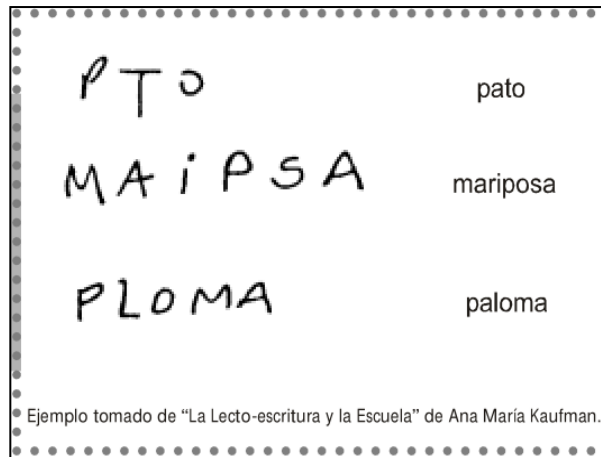 PTO pato
MAiPSA mariposa
PLOMA paloma
Ejemplo tomado de “La Lecto-escritura y la Escuela” de Ana María Kaufman.